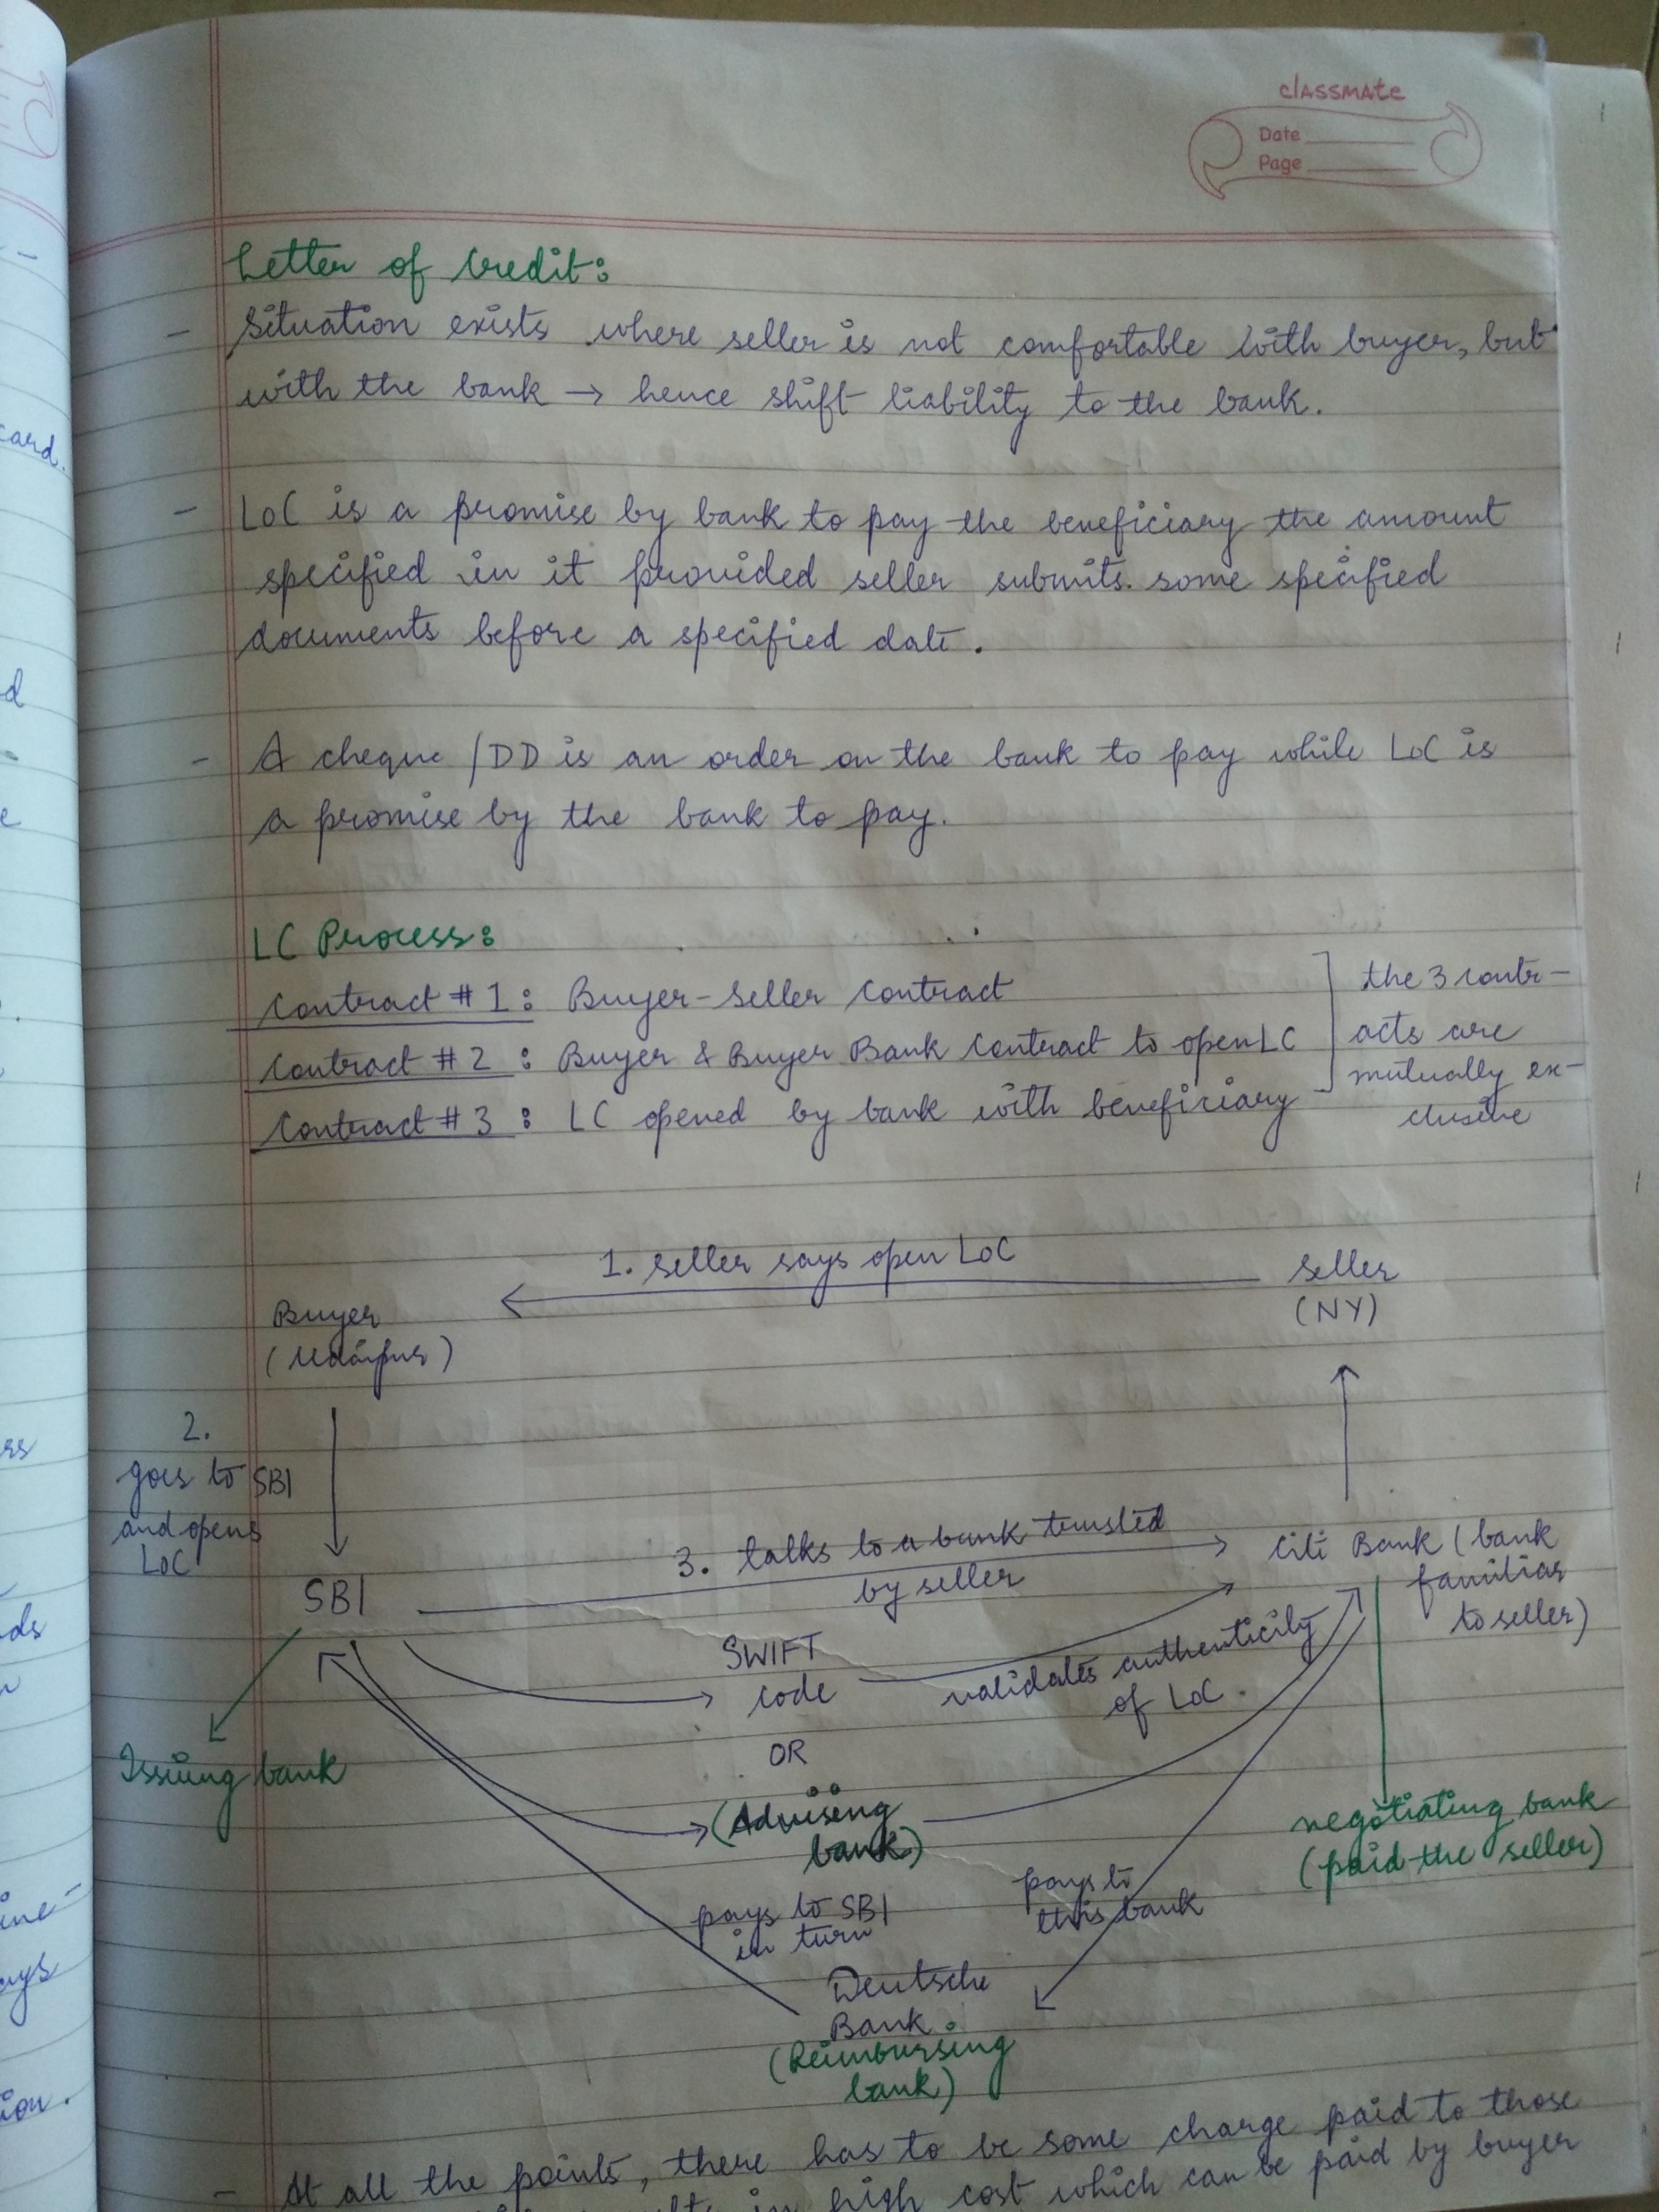 classmate
Date
Page
Letter of Credit:
- Situation exists where seller is not comfortable with buyer, but
with the bank → hence shift liability to the bank.
- LoC is a promise by bank to pay the beneficiary the amount
specified in it provided seller submits some specified
documents before a specified date.
- A cheque / DD is an order on the bank to pay while LoC is
a promise by the bank to pay.
LC Process:
Contract # 1: Buyer-Seller Contract
Contract # 2: Buyer & Buyer Bank Contract to open LC
Contract # 3: LC opened by bank with beneficiary
the 3 contr-
acts are
mutually ex-
clusive
1. Seller says open LoC
Seller
(NY)
Buyer
(Udaipur)
2.
goes to SBI
and opens
LoC
SBI
3. talks to a bank trusted
by seller
Citi Bank (bank
familiar
to seller)
SWIFT
code
validates authenticity
of LoC.
OR
Issuing bank
(Advising
bank)
negotiating bank
(paid the seller)
pays to SBI
in turn
pays to
this bank
Deutsche
Bank
(Reimbursing
bank)
- At all the points, there has to be some charge paid to those
in high cost which can be paid by buyer
card.